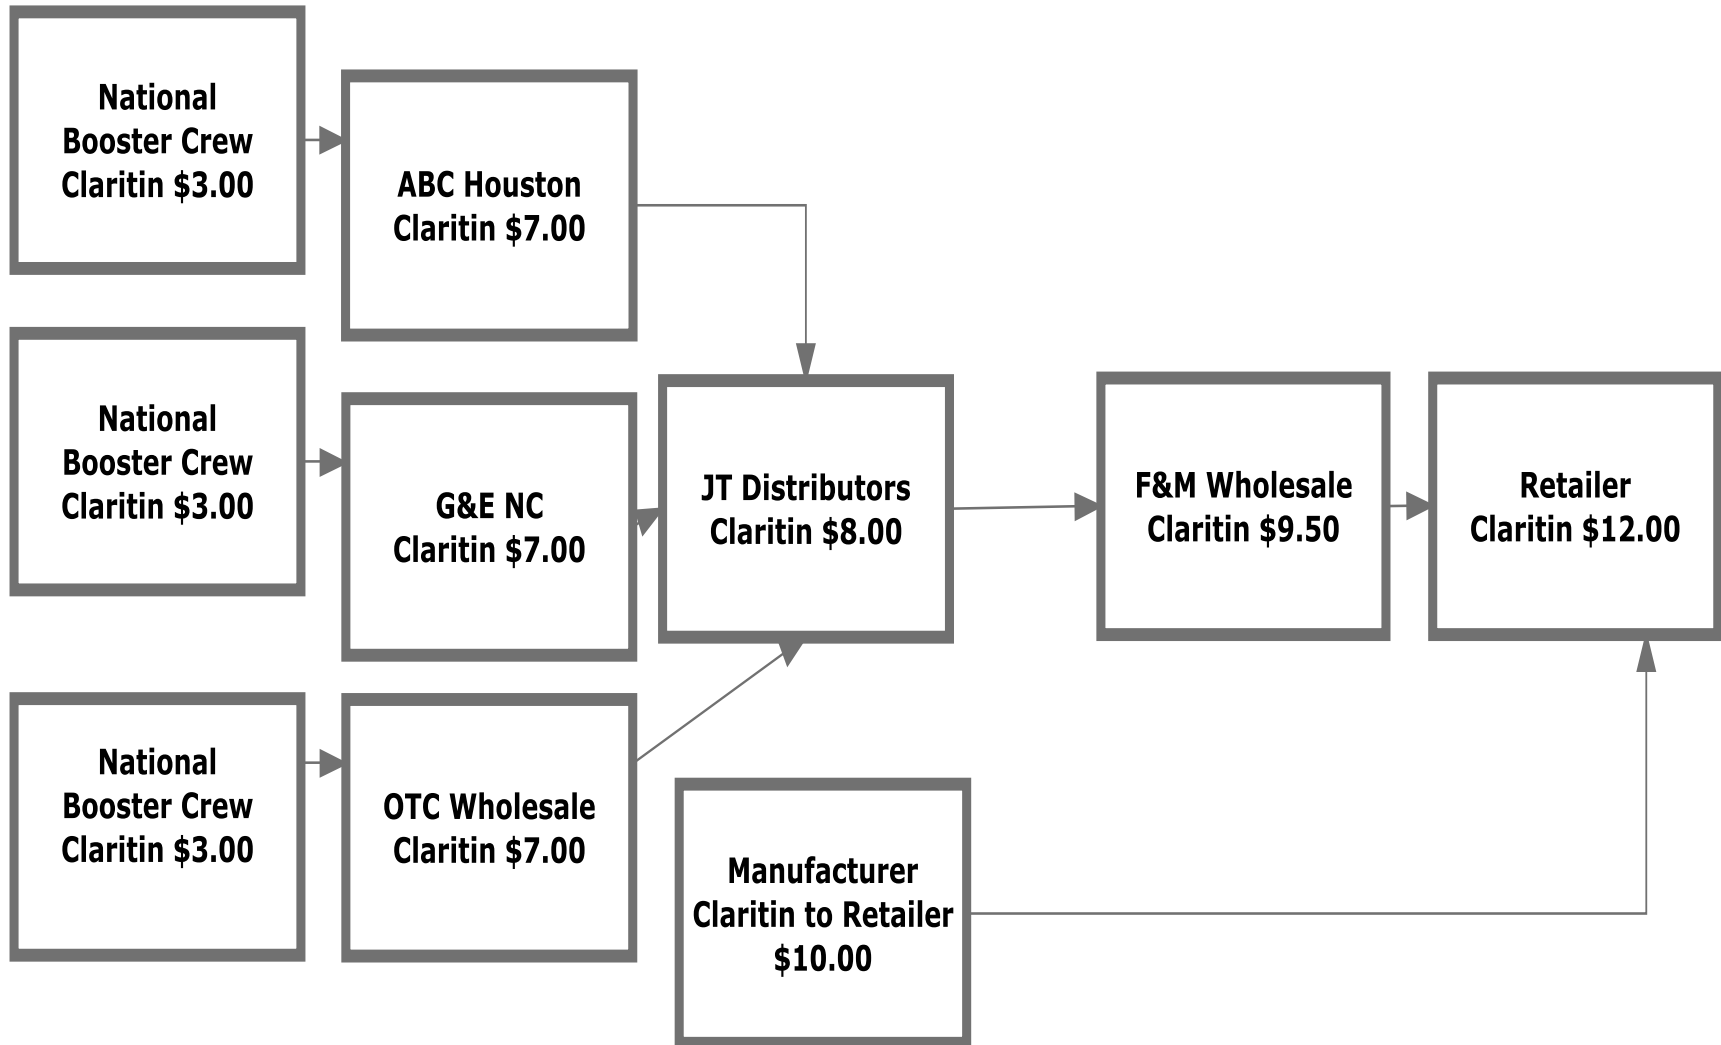 National
Booster Crew
Claritin $3.00
ABC Houston
Claritin $7.00
National
Booster Crew
Claritin $3.00
G&E NC
Claritin $7.00
JT Distributors
Claritin $8.00
F&M Wholesale
Claritin $9.50
Retailer
Claritin $12.00
National
Booster Crew
Claritin $3.00
OTC Wholesale
Claritin $7.00
Manufacturer
Claritin to Retailer
$10.00